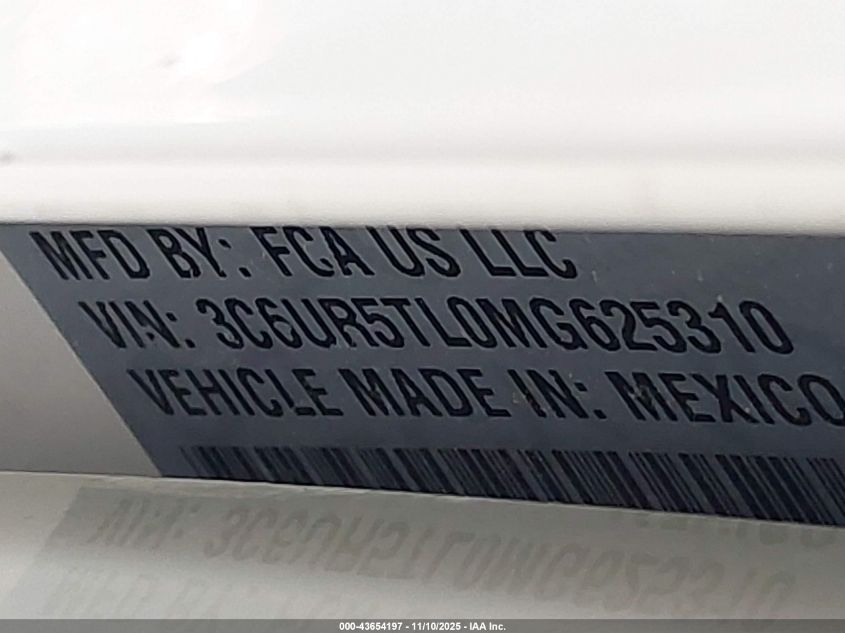 MFD BY: FCA US LLC
VIN: 3C6UR5TL0MG625310
VEHICLE MADE IN: MEXICO
000-43654197 - 11/10/2025 - IAA Inc.